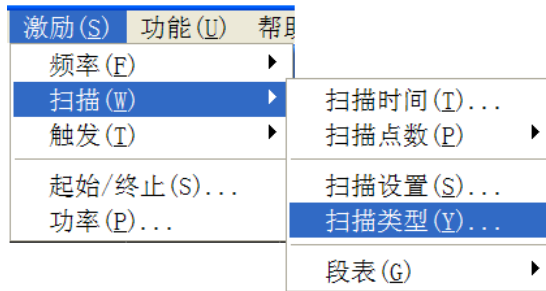 激励(S) 功能(U) 帮
频率(F)
扫描(W)
触发(T)
起始/终止(S)...
功率(P)...
扫描时间(T)...
扫描点数(P)
扫描设置(S)...
扫描类型(Y)...
段表(G)